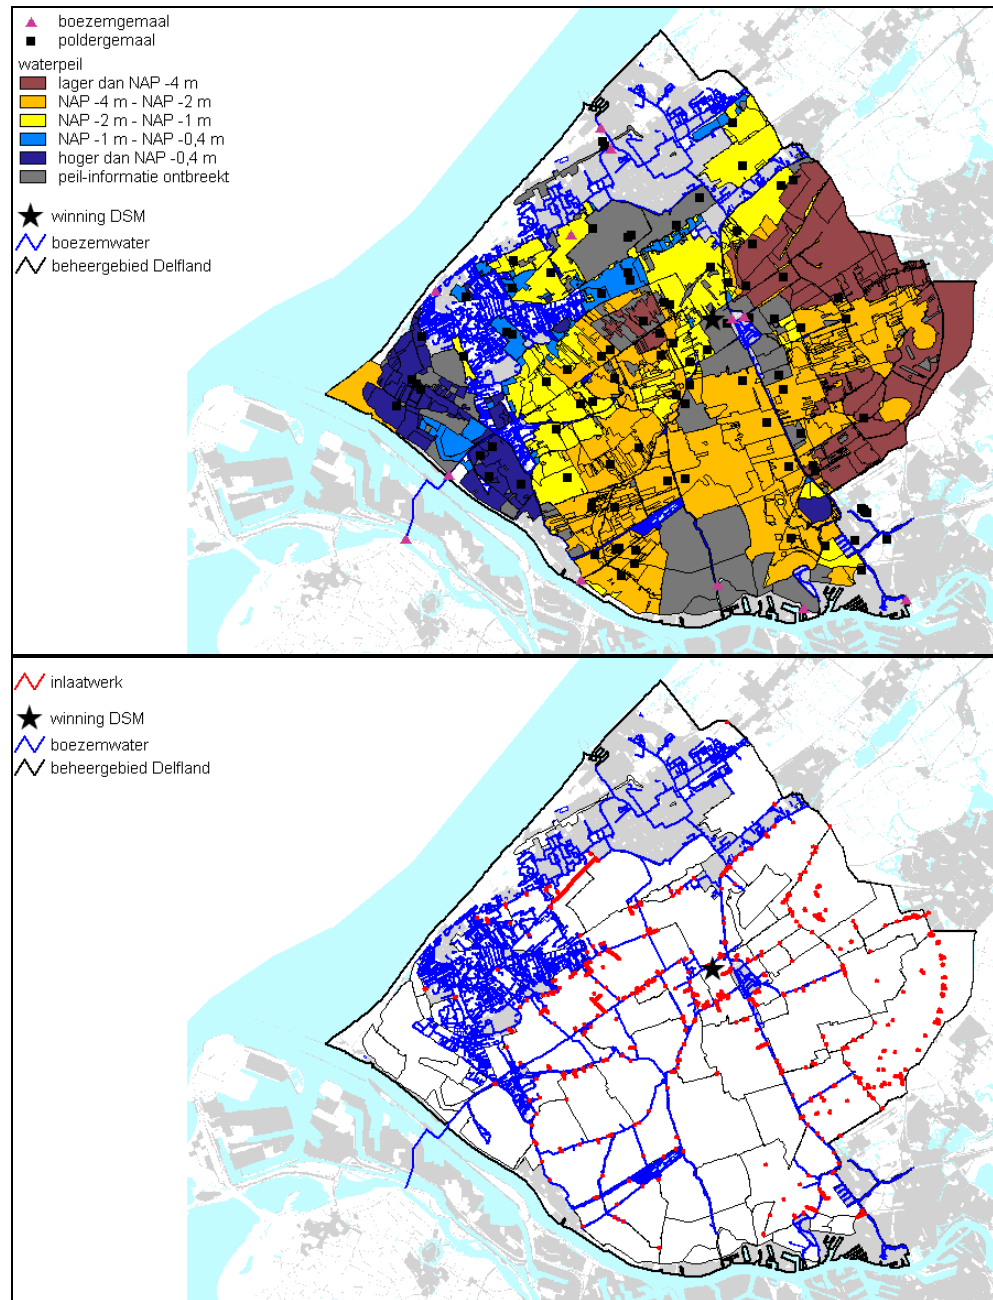 boezemgemaal
poldergemaal
waterpeil
lager dan NAP -4 m
NAP -4 m - NAP -2 m
NAP -2 m - NAP -1 m
NAP -1 m - NAP -0,4 m
hoger dan NAP -0,4 m
peil-informatie ontbreekt
winning DSM
boezemwater
beheergebied Delfland
inlaatwerk
winning DSM
boezemwater
beheergebied Delfland